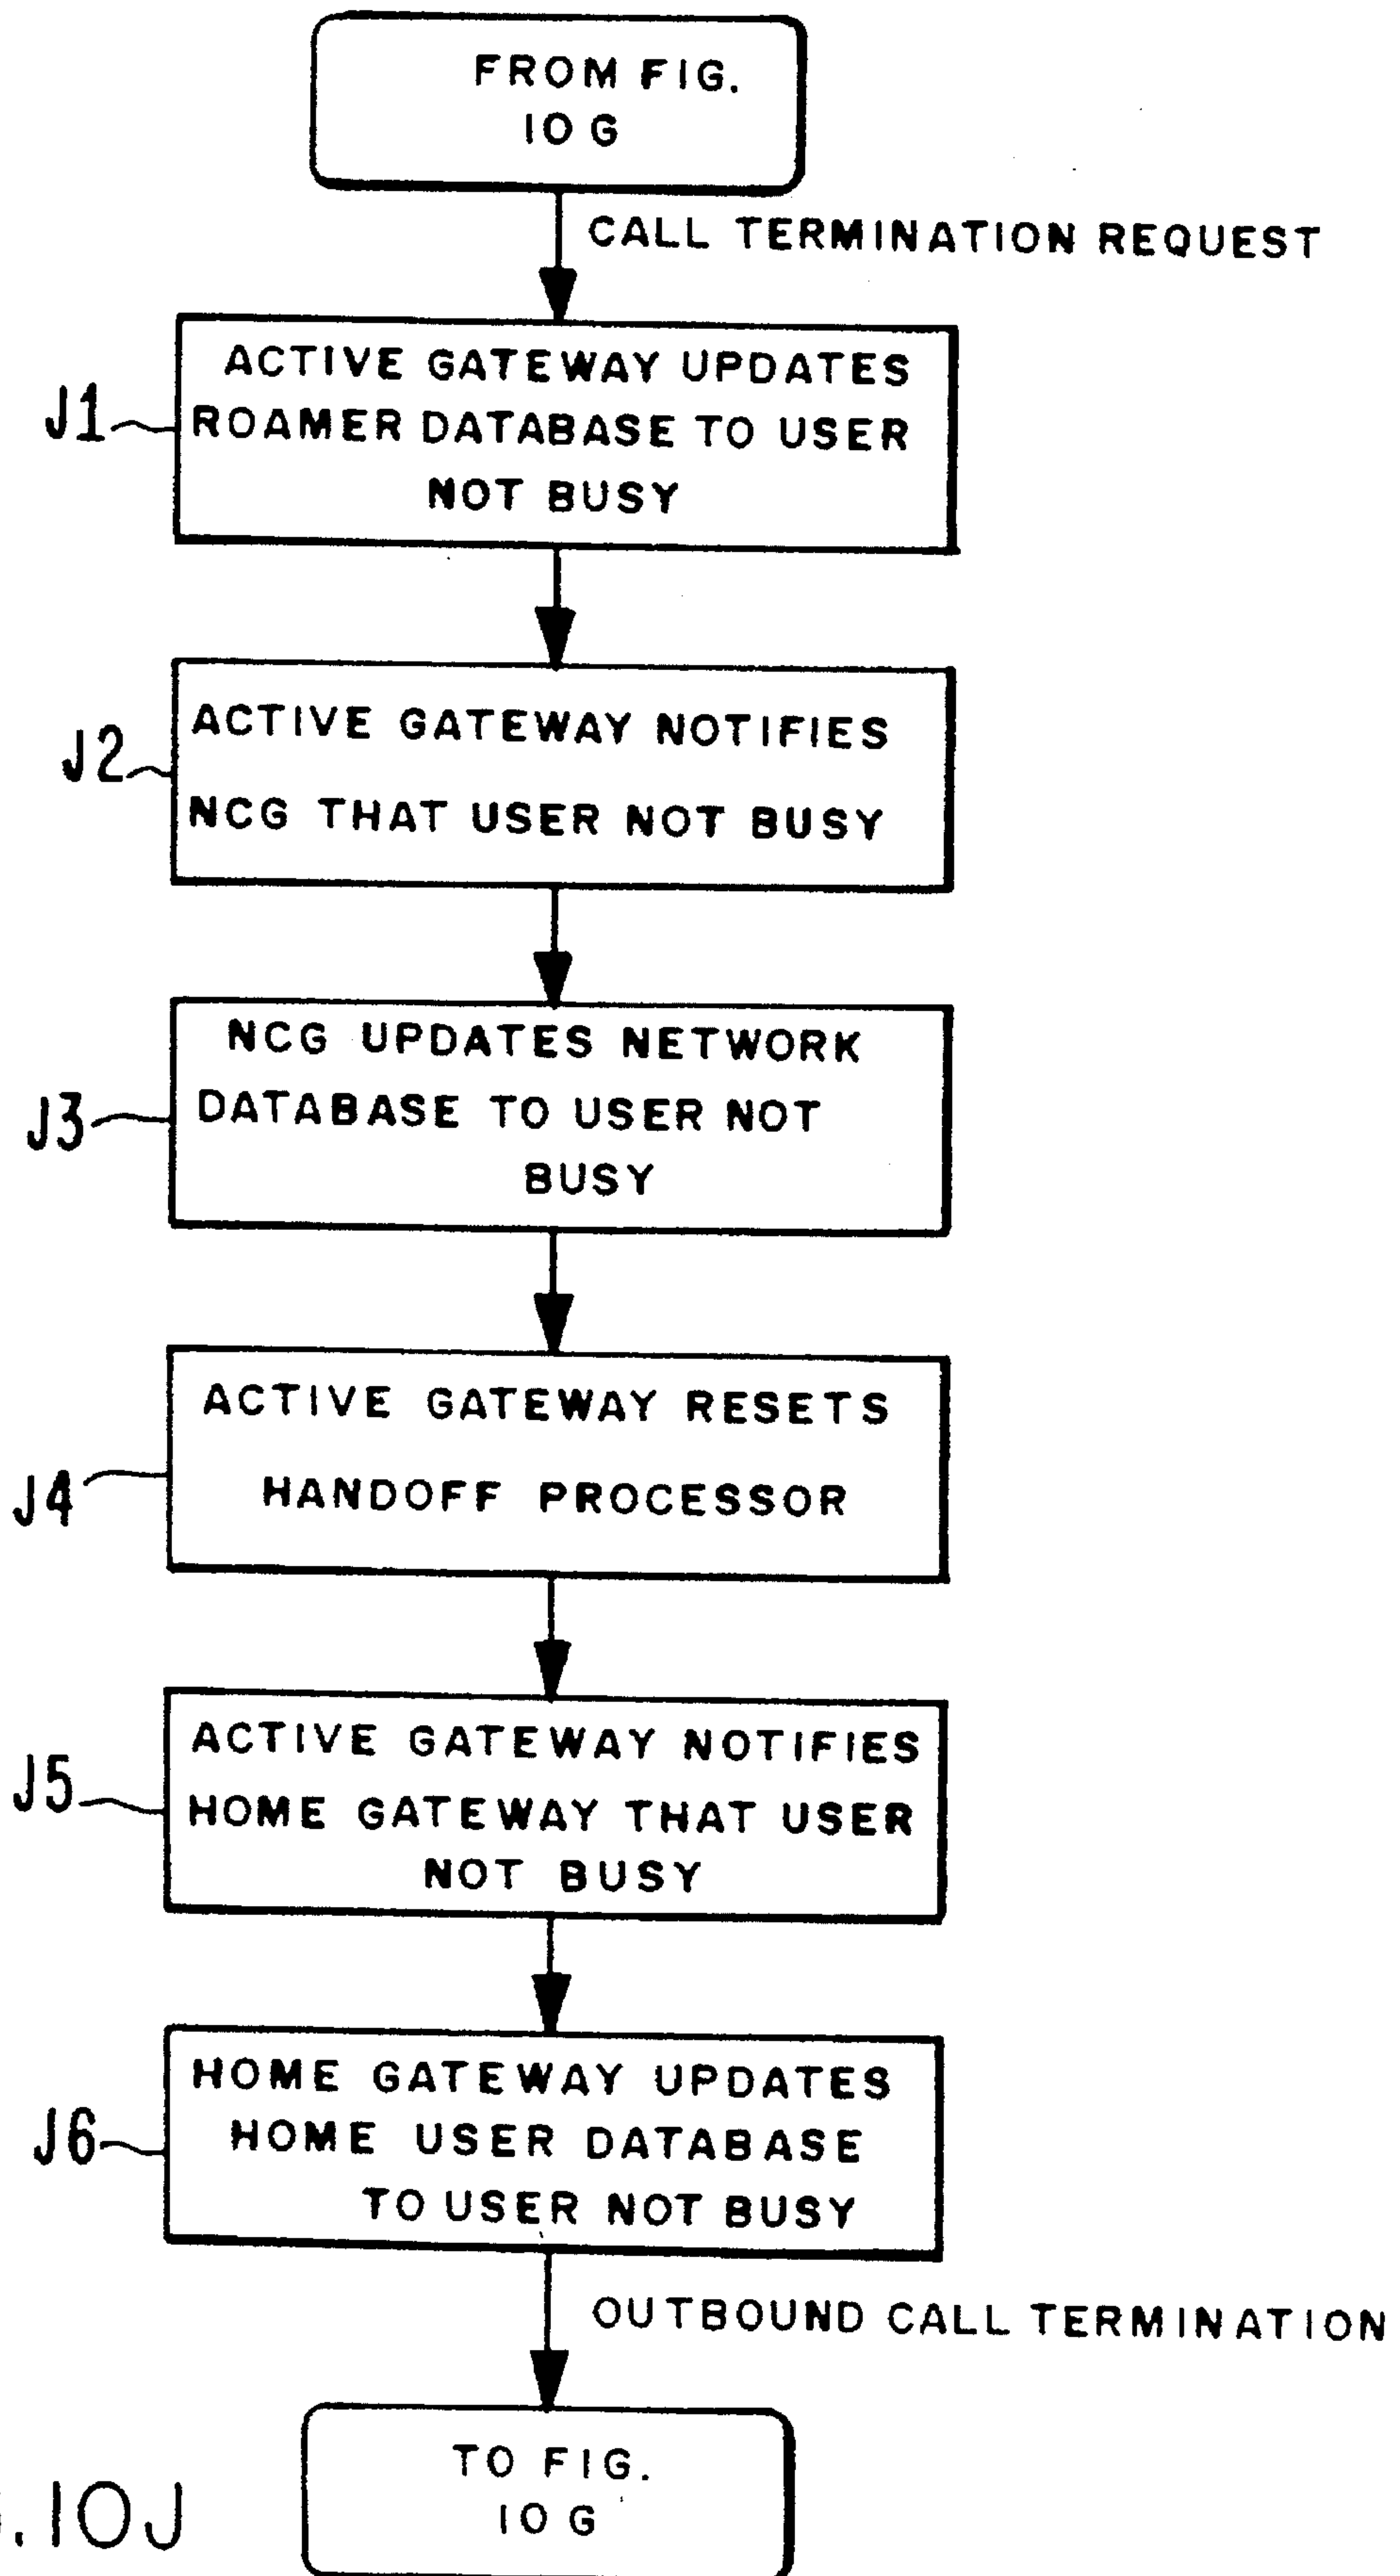 FROM FIG.
10 G
CALL TERMINATION REQUEST
J1
ACTIVE GATEWAY UPDATES
ROAMER DATABASE TO USER
NOT BUSY
J2
ACTIVE GATEWAY NOTIFIES
NCG THAT USER NOT BUSY
J3
NCG UPDATES NETWORK
DATABASE TO USER NOT
BUSY
J4
ACTIVE GATEWAY RESETS
HANDOFF PROCESSOR
J5
ACTIVE GATEWAY NOTIFIES
HOME GATEWAY THAT USER
NOT BUSY
J6
HOME GATEWAY UPDATES
HOME USER DATABASE
TO USER NOT BUSY
OUTBOUND CALL TERMINATION
TO FIG.
10 G
.10J